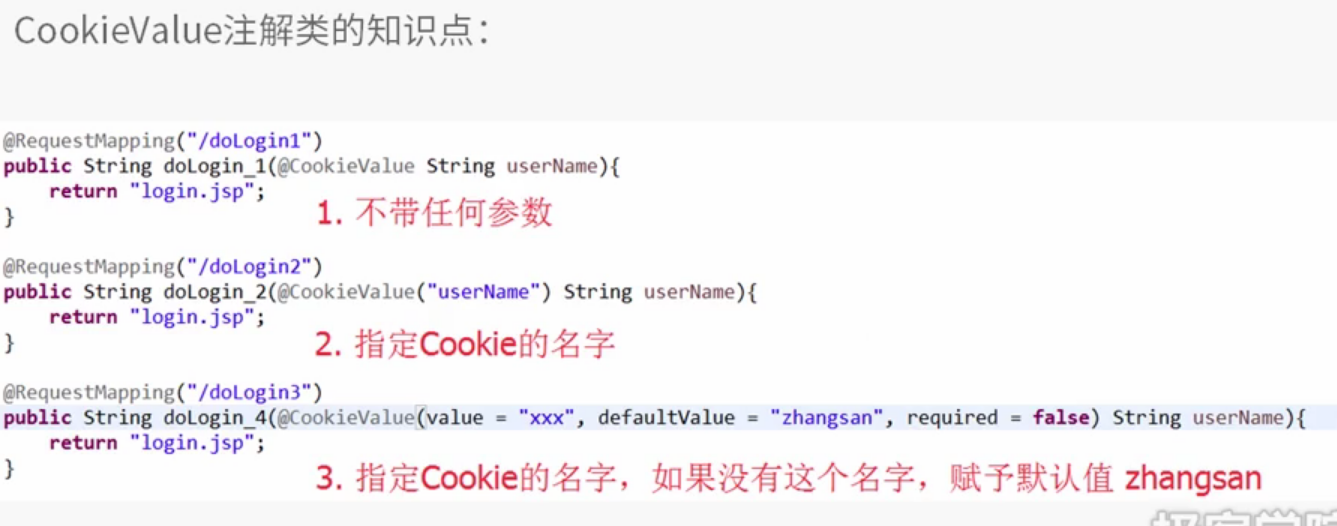 CookieValue注解类的知识点：
@RequestMapping("/doLogin1")
public String doLogin_1(@CookieValue String userName){
return "login.jsp";
1. 不带任何参数
}
@RequestMapping("/doLogin2")
public String doLogin_2(@CookieValue("userName") String userName){
return "login.jsp";
2. 指定Cookie的名字
}
@RequestMapping("/doLogin3")
public String doLogin_4(@CookieValue(value = "xxx", defaultValue = "zhangsan", required = false) String userName){
return "login.jsp";
3. 指定Cookie的名字，如果没有这个名字，赋予默认值 zhangsan
}